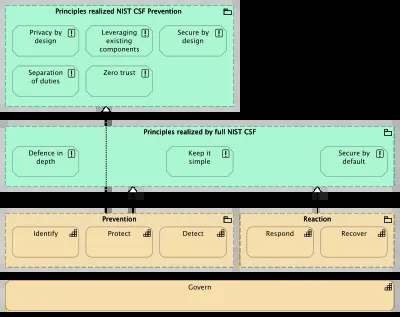 Principles realized NIST CSF Prevention
Privacy by
design
Leveraging
existing
components
Secure by
design
Separation
of duties
Zero trust
Principles realized by full NIST CSF
Defence in
depth
Keep it
simple
Secure by
default
Prevention
Reaction
Identify
Protect
Detect
Respond
Recover
Govern